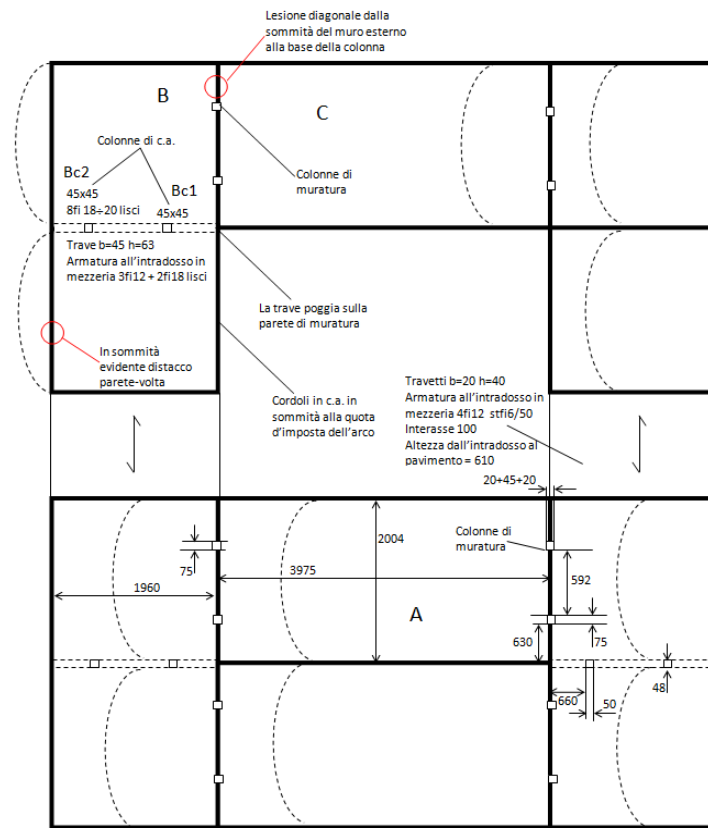 Lesione diagonale dalla
sommità del muro esterno
alla base della colonna
B
C
Colonne di c.a.
Bc2
45x45
8fi 18÷20 lisci
Bc1
45x45
Colonne di
muratura
Trave b=45 h=63
Armatura all'intradosso in
mezzeria 3fi12 + 2fi18 lisci
La trave poggia sulla
parete di muratura
In sommità
evidente distacco
parete-volta
Cordoli in c.a. in
sommità alla quota
d'imposta dell'arco
Travetti b=20 h=40
Armatura all'intradosso in
mezzeria 4fi12 stfi6/50
Interasse 100
Altezza dall'intradosso al
pavimento = 610
20+45+20
Colonne di
muratura
2004
75
3975
592
1960
A
630
75
660
50
48